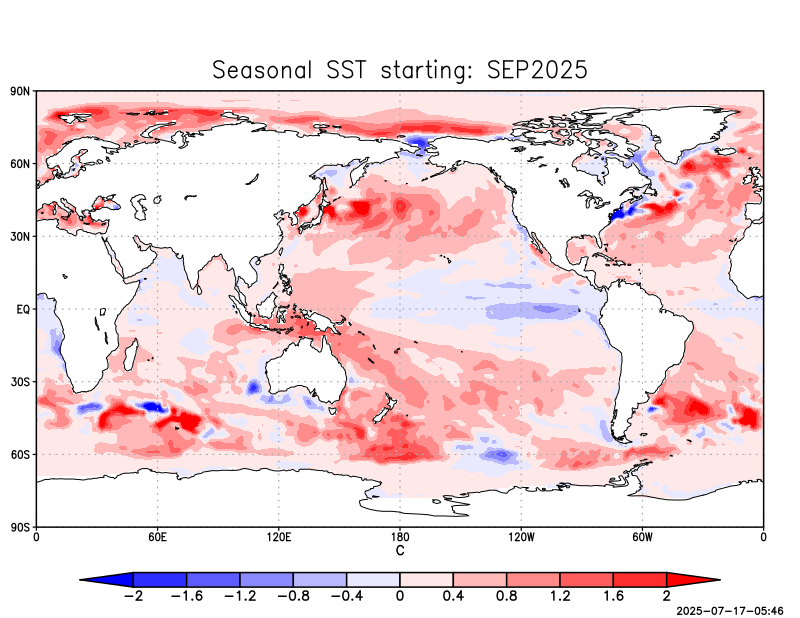 Seasonal SST starting: SEP2025
90N
60N
30N
EQ
30S
60S
90S
0 60E 120E 180 120W 60W 0
C
-2 -1.6 -1.2 -0.8 -0.4 0 0.4 0.8 1.2 1.6 2
2025-07-17-05:46